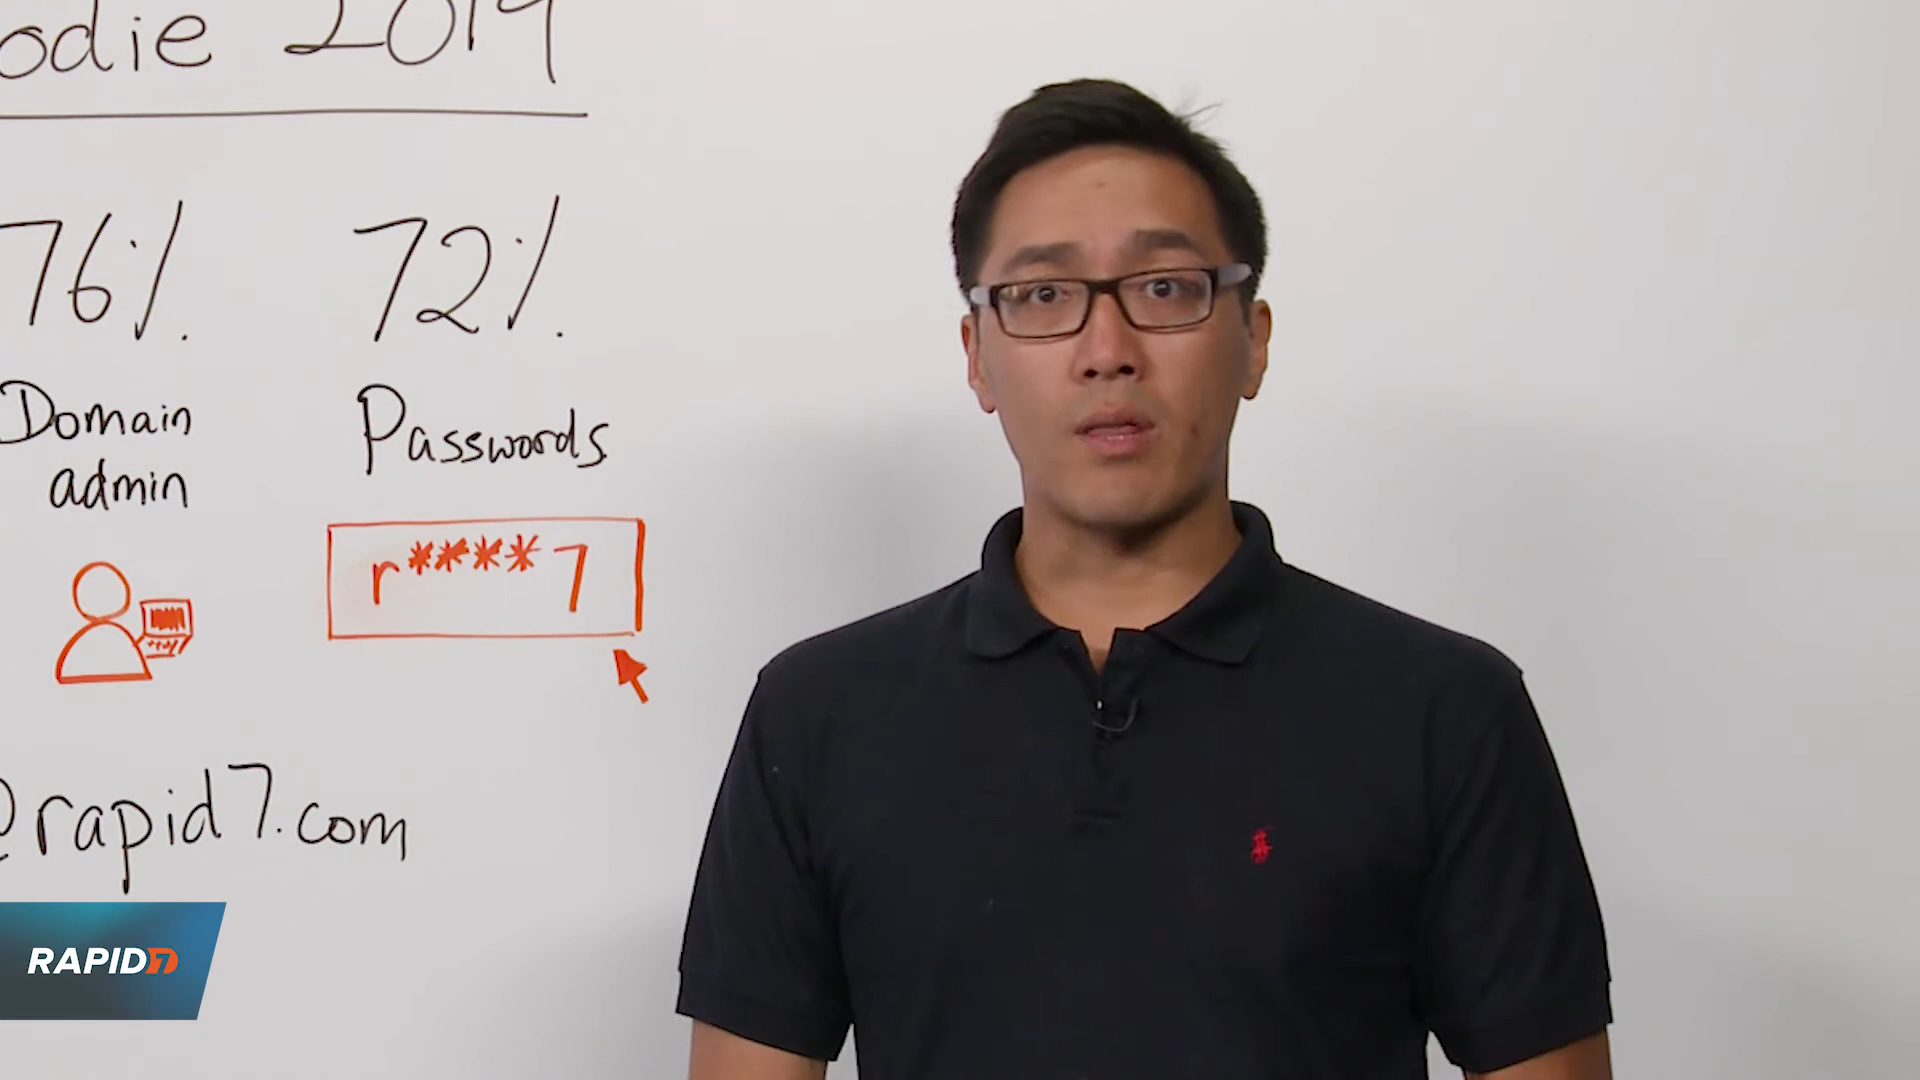 odie 2019
76% 72%
Domain
admin
Passwords
r****7
@rapid7.com
RAPID7